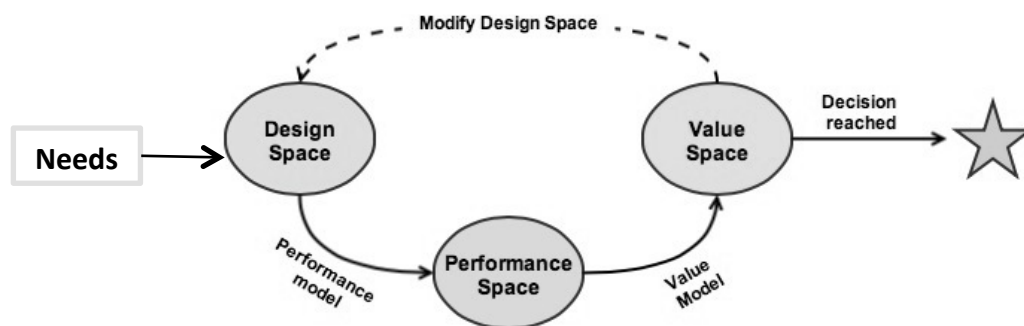 Modify Design Space
Needs
Design
Space
Value
Space
Decision
reached
Performance
model
Performance
Space
Value
Model